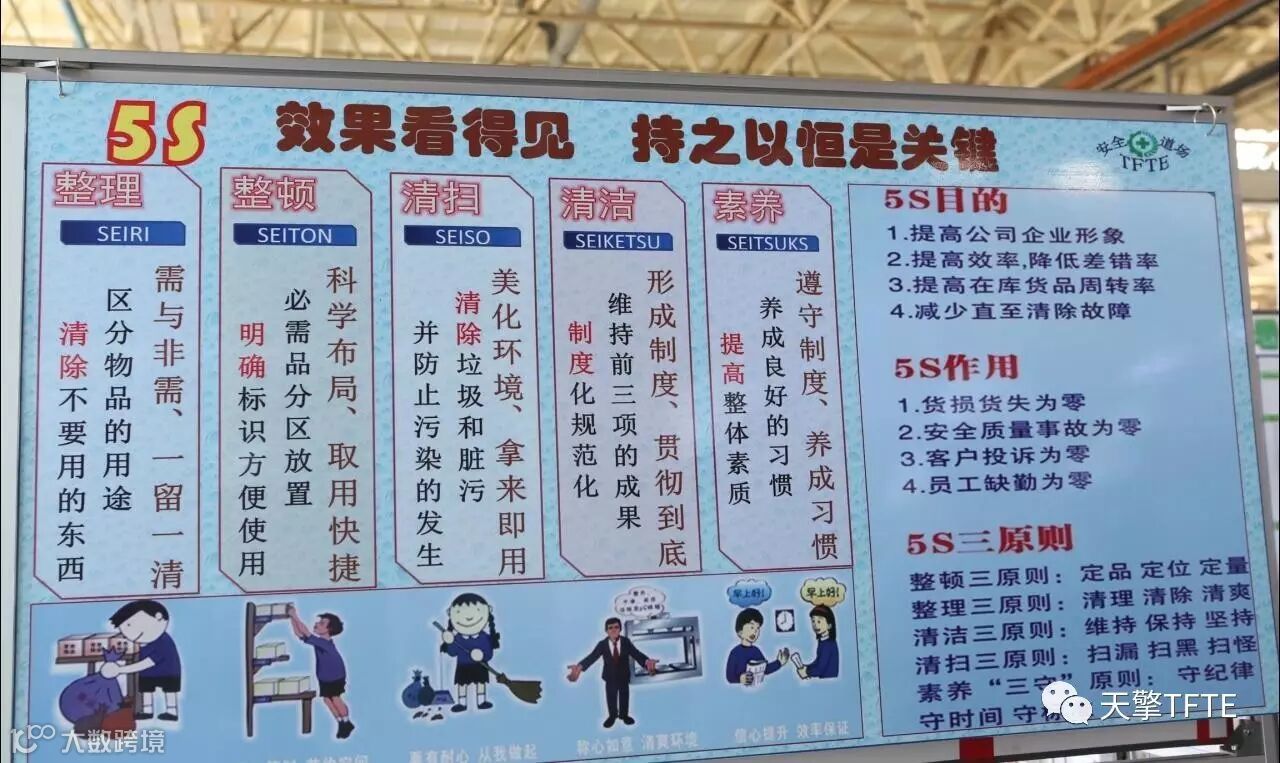 5S 效果看得见 持之以恒是关键
安全道场
TFTE
整理
SEIRI
需与非需、一留一清
区分物品的用途
清除不要用的东西
整顿
SEITON
科学布局、取用快捷
必需品分区放置
明确标识方便使用
清扫
SEISO
美化环境、拿来即用
清除垃圾和脏污
并防止污染的发生
清洁
SEIKETSU
形成制度、贯彻到底
维持前三项的成果
制度化规范化
素养
SEITSUKS
遵守制度、养成习惯
养成良好的习惯
提高整体素质
5S目的
1.提高公司企业形象
2.提高效率,降低差错率
3.提高在库货品周转率
4.减少直至清除故障
5S作用
1.货损货失为零
2.安全质量事故为零
3.客户投诉为零
4.员工缺勤为零
5S三原则
整顿三原则：定品 定位 定量
整理三原则：清理 清除 清爽
清洁三原则：维持 保持 坚持
清扫三原则：扫漏 扫黑 扫怪
素养“三守”原则： 守纪律
守时间 守
早上好!
早上好!
要有耐心 从我做起
称心如意 清爽环境
信心提升 效率保证
天擎TFTE
大数跨境